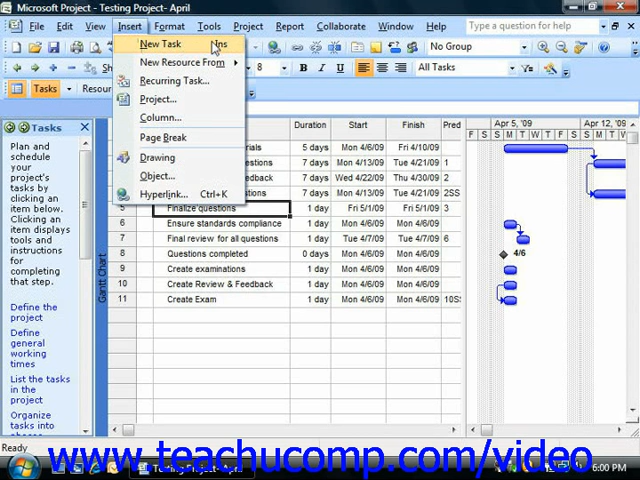 Microsoft Project - Testing Project- April
File Edit View Insert Format Tools Project Report Collaborate Window Help Type a question for help
No Group
8 B I U All Tasks
Tasks Resour
New Task Ins
New Resource From
Recurring Task...
Project...
Column...
Page Break
Drawing
Object...
Hyperlink... Ctrl+K
Tasks
Plan and
schedule
your
project's
tasks by
clicking an
item below.
Clicking an
item displays
tools and
instructions
for
completing
that step.
Define the
project
Define
general
working
times
List the tasks
in the
project
Organize
tasks into
Gantt Chart
Duration Start Finish Pred
Apr 5, '09 Apr 12, '09
F S S M T W T F S S M T W
rials 5 days Mon 4/6/09 Fri 4/10/09
estions 7 days Mon 4/13/09 Tue 4/21/09 1
edback 7 days Wed 4/22/09 Thu 4/30/09 2
estions 7 days Mon 4/13/09 Tue 4/21/09 2SS
5 Finalize questions 1 day Fri 5/1/09 Fri 5/1/09 3
6 Ensure standards compliance 1 day Mon 4/6/09 Mon 4/6/09
7 Final review for all questions 1 day Tue 4/7/09 Tue 4/7/09 6
8 Questions completed 0 days Mon 4/6/09 Mon 4/6/09
4/6
9 Create examinations 1 day Mon 4/6/09 Mon 4/6/09
10 Create Review & Feedback 1 day Mon 4/6/09 Mon 4/6/09
11 Create Exam 1 day Mon 4/6/09 Mon 4/6/09 10SS
Ready
www.teachucomp.com/video
Testing Project- Apri...
6:00 PM